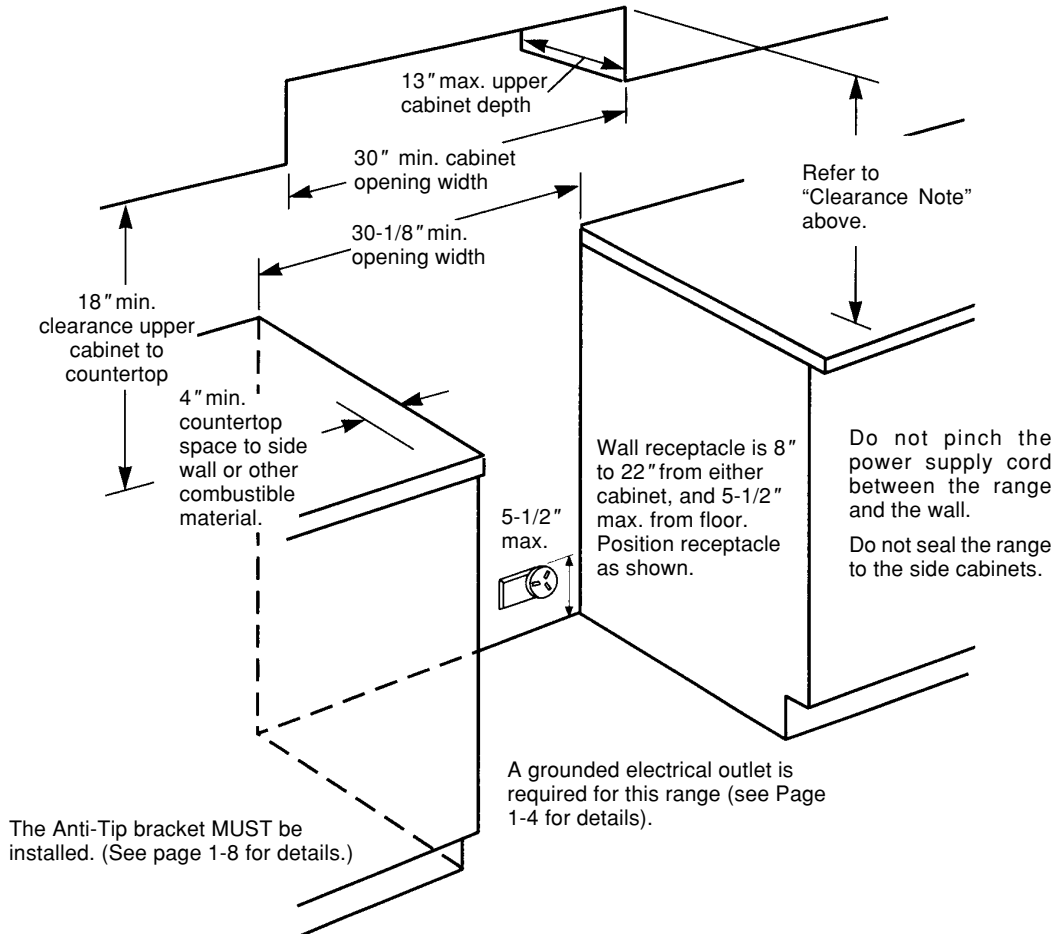 13" max. upper
cabinet depth
30" min. cabinet
opening width
Refer to
“Clearance Note”
above.
30-1/8" min.
opening width
18" min.
clearance upper
cabinet to
countertop
4" min.
countertop
space to side
wall or other
combustible
material.
5-1/2"
max.
Wall receptacle is 8"
to 22" from either
cabinet, and 5-1/2"
max. from floor.
Position receptacle
as shown.
Do not pinch the
power supply cord
between the range
and the wall.
Do not seal the range
to the side cabinets.
A grounded electrical outlet is
required for this range (see Page
1-4 for details).
The Anti-Tip bracket MUST be
installed. (See page 1-8 for details.)